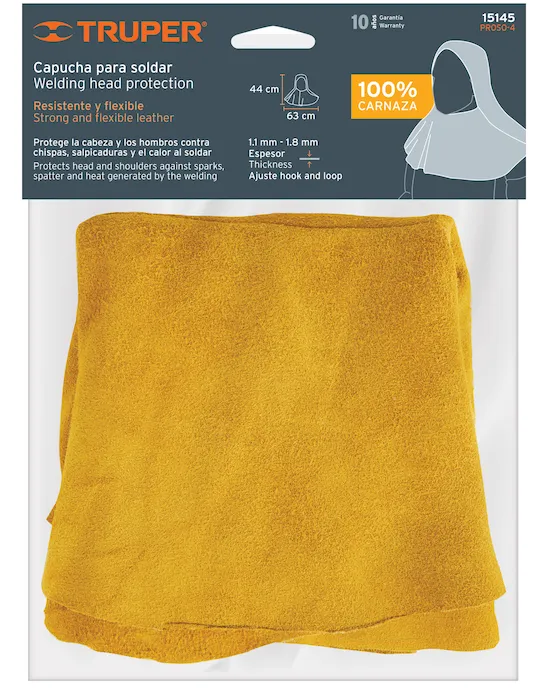 TRUPER®
10 años Garantía
Warranty
15145
PROSO-4
Capucha para soldar
Welding head protection
Resistente y flexible
Strong and flexible leather
44 cm
63 cm
100%
CARNAZA
Protege la cabeza y los hombros contra
chispas, salpicaduras y el calor al soldar
Protects head and shoulders against sparks,
spatter and heat generated by the welding
1.1 mm - 1.8 mm
Espesor
Thickness
Ajuste hook and loop